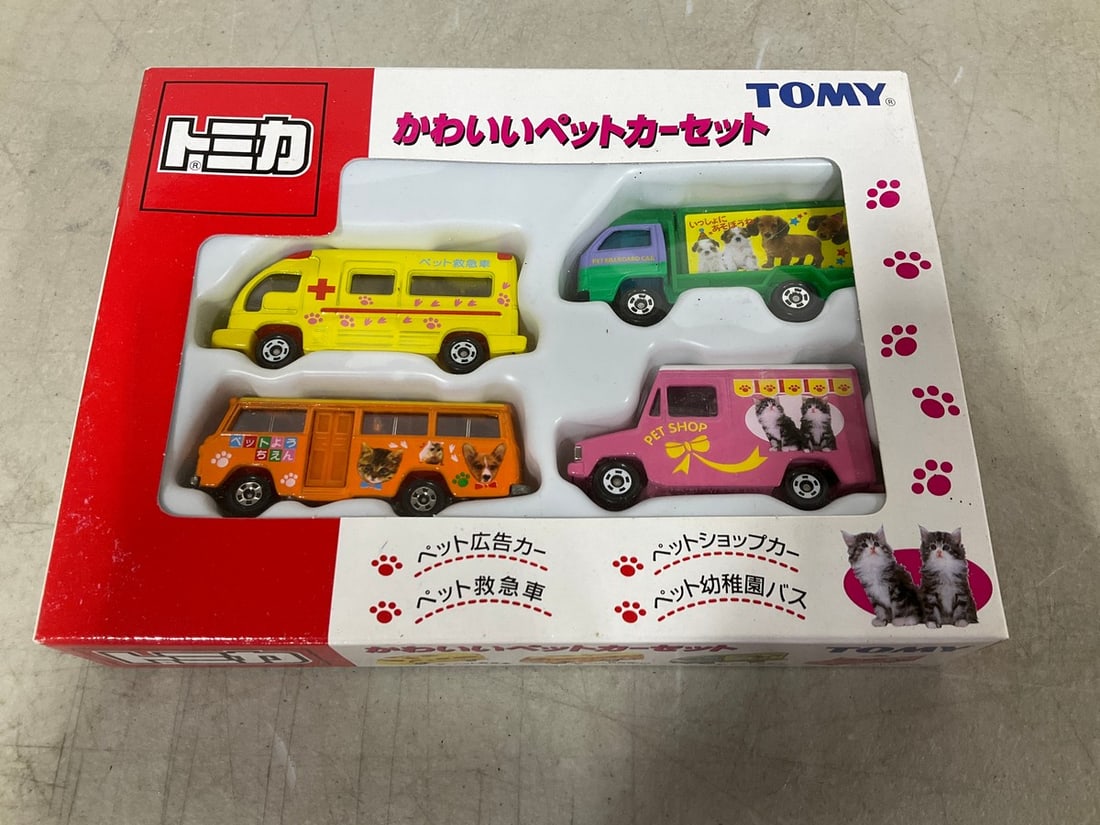 トミカ®
TOMY®
かわいいペットカーセット
ペット救急車
いっしょに
あそぼうね
PET BILLBOARD CAR
ペットよう
ちえん
PET SHOP
ペット広告カー
ペットショップカー
ペット救急車
ペット幼稚園バス
トミカ
かわいいペットカーセット
TOMY